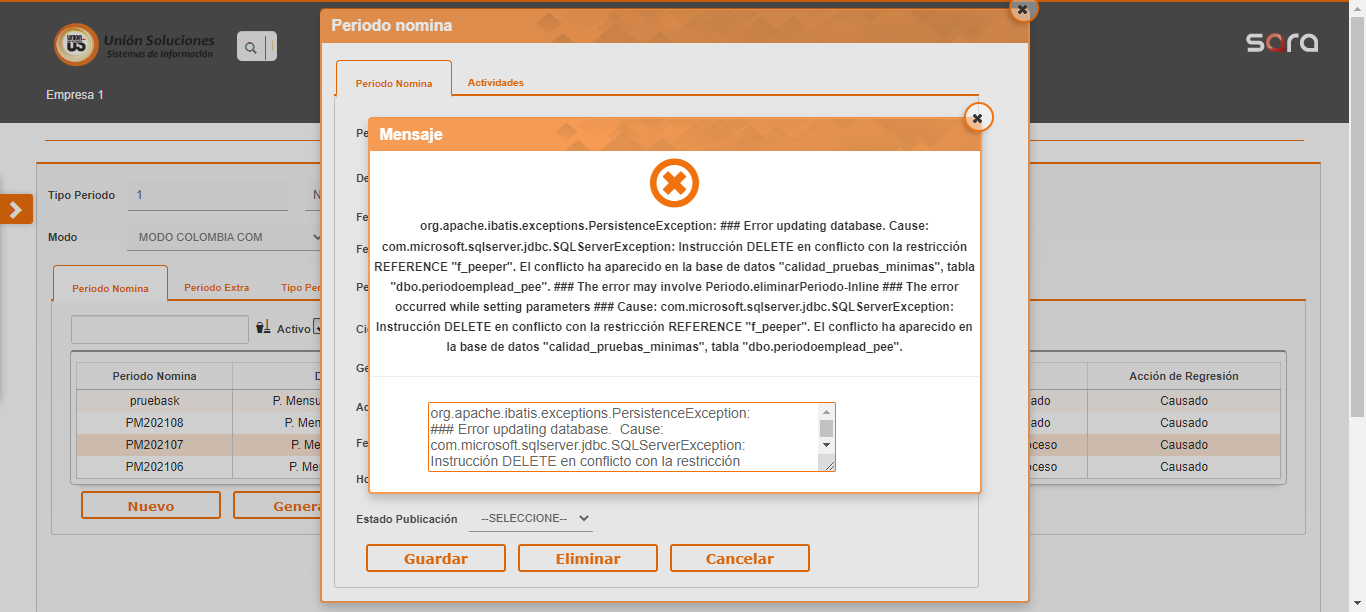 Periodo nomina
Unión Soluciones
Sistemas de Información
sara
Empresa 1
Periodo Nomina
Actividades
Mensaje
Tipo Periodo 1 N
Modo MODO COLOMBIA COM
Pe
De
Fe
Fe
Pe
Ci
Ge
Ac
Fe
Ho
org.apache.ibatis.exceptions.PersistenceException: ### Error updating database. Cause:
com.microsoft.sqlserver.jdbc.SQLServerException: Instrucción DELETE en conflicto con la restricción
REFERENCE "f_peeper". El conflicto ha aparecido en la base de datos "calidad_pruebas_minimas", tabla
"dbo.periodoemplead_pee". ### The error may involve Periodo.eliminarPeriodo-Inline ### The error
occurred while setting parameters ### Cause: com.microsoft.sqlserver.jdbc.SQLServerException:
Instrucción DELETE en conflicto con la restricción REFERENCE "f_peeper". El conflicto ha aparecido en
la base de datos "calidad_pruebas_minimas", tabla "dbo.periodoemplead_pee".
org.apache.ibatis.exceptions.PersistenceException:
### Error updating database.  Cause:
com.microsoft.sqlserver.jdbc.SQLServerException:
Instrucción DELETE en conflicto con la restricción
Periodo Nomina Periodo Extra Tipo Per
Activo
Periodo Nomina D Acción de Regresión
pruebask P. Mensu ado Causado
PM202108 P. Men ado Causado
PM202107 P. Me oceso Causado
PM202106 P. Me oceso Causado
Nuevo Genera
Estado Publicación --SELECCIONE--
Guardar Eliminar Cancelar